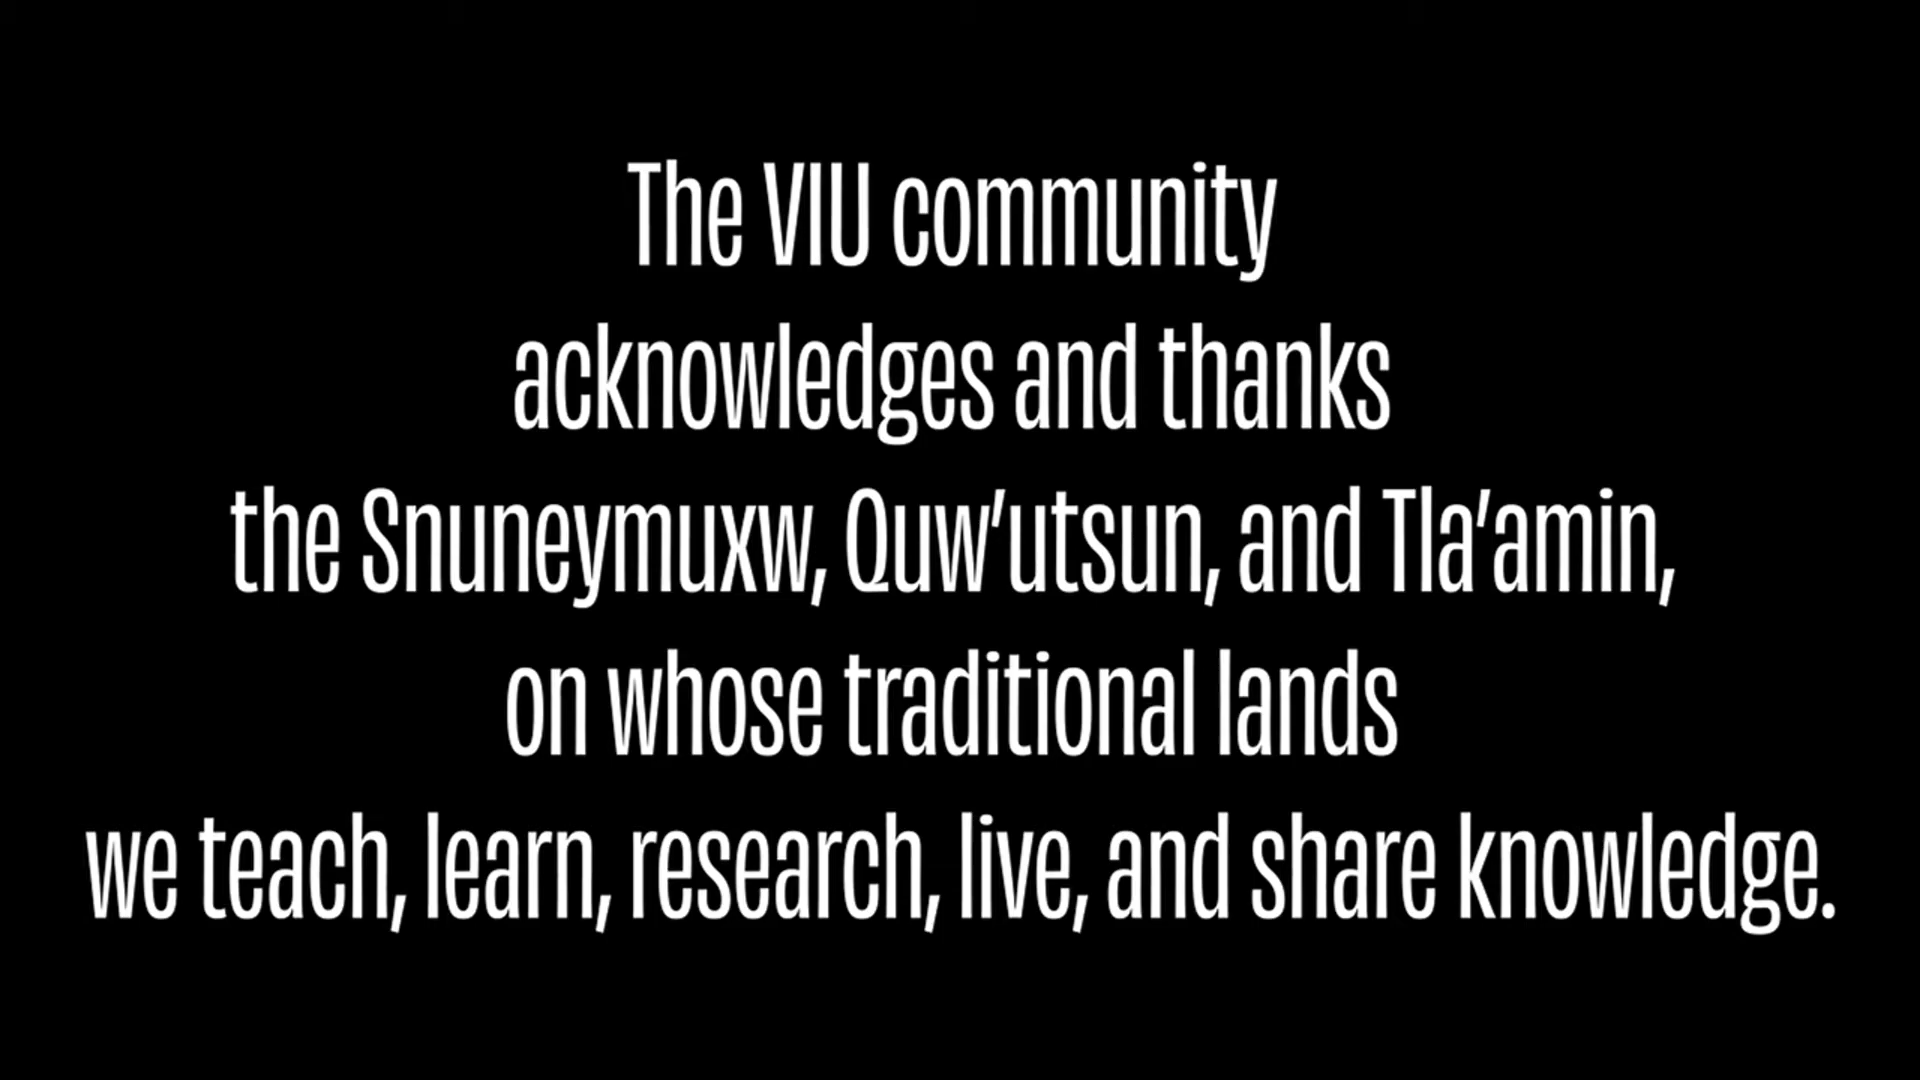 The VIU community
acknowledges and thanks
the Snuneymuxw, Quw’utsun, and Tla’amin,
on whose traditional lands
we teach, learn, research, live, and share knowledge.